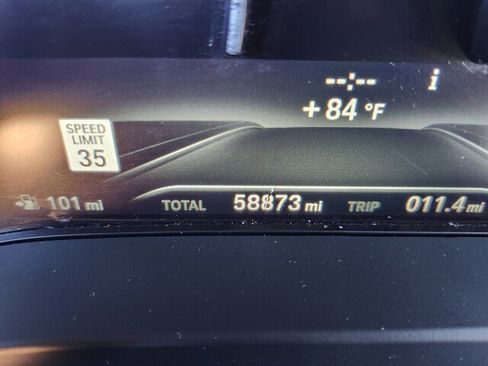 --:-- i
+84 °F
SPEED
LIMIT
35
101 mi TOTAL 58873 mi TRIP 011.4 mi